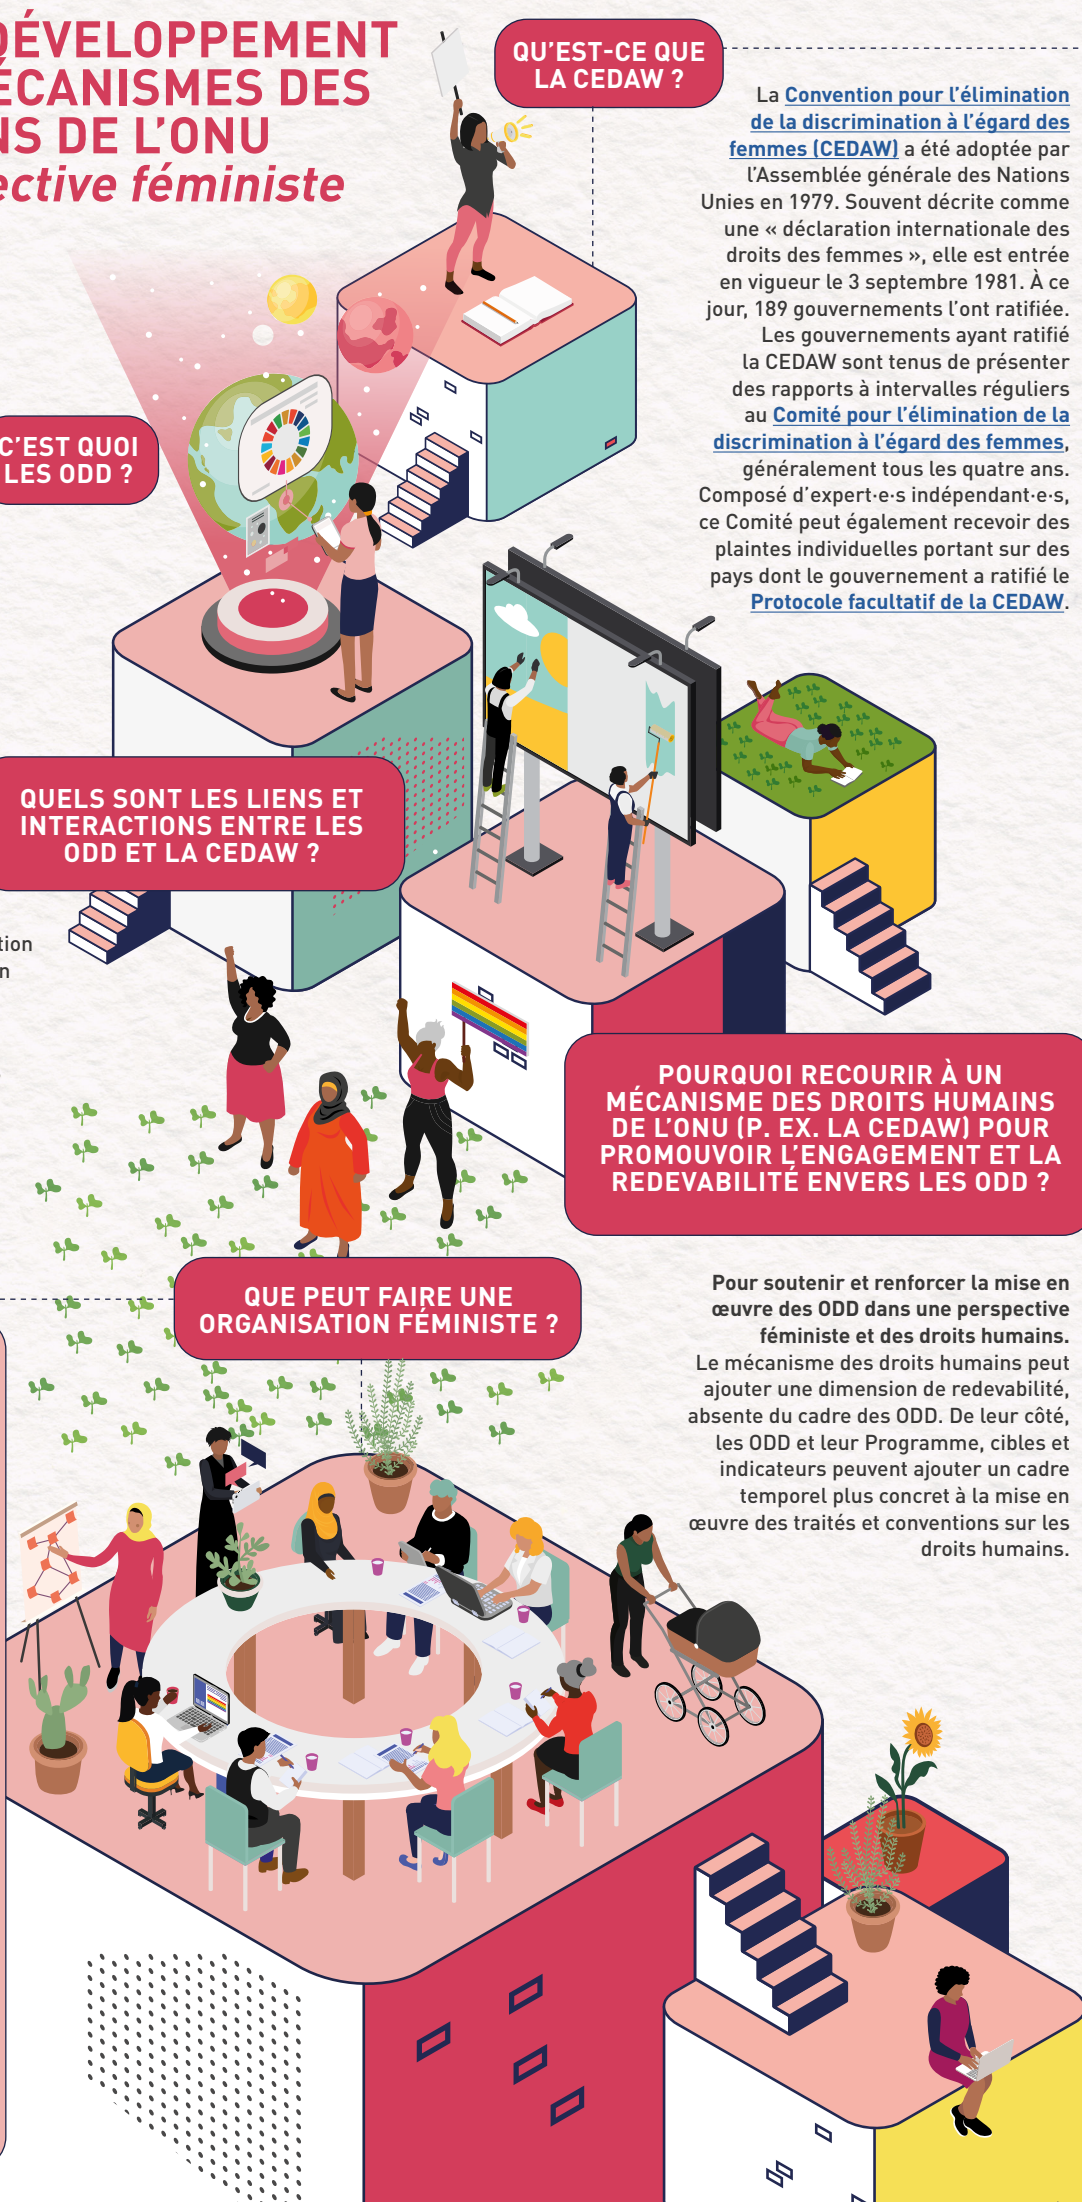 DÉVELOPPEMENT
MÉCANISMES DES
DE L'ONU
féministe
QU'EST-CE QUE
LA CEDAW ?
La Convention pour l'élimination
de la discrimination à l'égard des
femmes (CEDAW) a été adoptée par
l'Assemblée générale des Nations
Unies en 1979. Souvent décrite comme
une « déclaration internationale des
droits des femmes », elle est entrée
en vigueur le 3 septembre 1981. À ce
jour, 189 gouvernements l'ont ratifiée.
Les gouvernements ayant ratifié
la CEDAW sont tenus de présenter
des rapports à intervalles réguliers
au Comité pour l'élimination de la
discrimination à l'égard des femmes,
généralement tous les quatre ans.
Composé d'expert·e·s indépendant·e·s,
ce Comité peut également recevoir des
plaintes individuelles portant sur des
pays dont le gouvernement a ratifié le
Protocole facultatif de la CEDAW.
C'EST QUOI
LES ODD ?
QUELS SONT LES LIENS ET
INTERACTIONS ENTRE LES
ODD ET LA CEDAW ?
POURQUOI RECOURIR À UN
MÉCANISME DES DROITS HUMAINS
DE L'ONU (P. EX. LA CEDAW) POUR
PROMOUVOIR L'ENGAGEMENT ET LA
REDEVABILITÉ ENVERS LES ODD ?
Pour soutenir et renforcer la mise en
œuvre des ODD dans une perspective
féministe et des droits humains.
Le mécanisme des droits humains peut
ajouter une dimension de redevabilité,
absente du cadre des ODD. De leur côté,
les ODD et leur Programme, cibles et
indicateurs peuvent ajouter un cadre
temporel plus concret à la mise en
œuvre des traités et conventions sur les
droits humains.
QUE PEUT FAIRE UNE
ORGANISATION FÉMINISTE ?